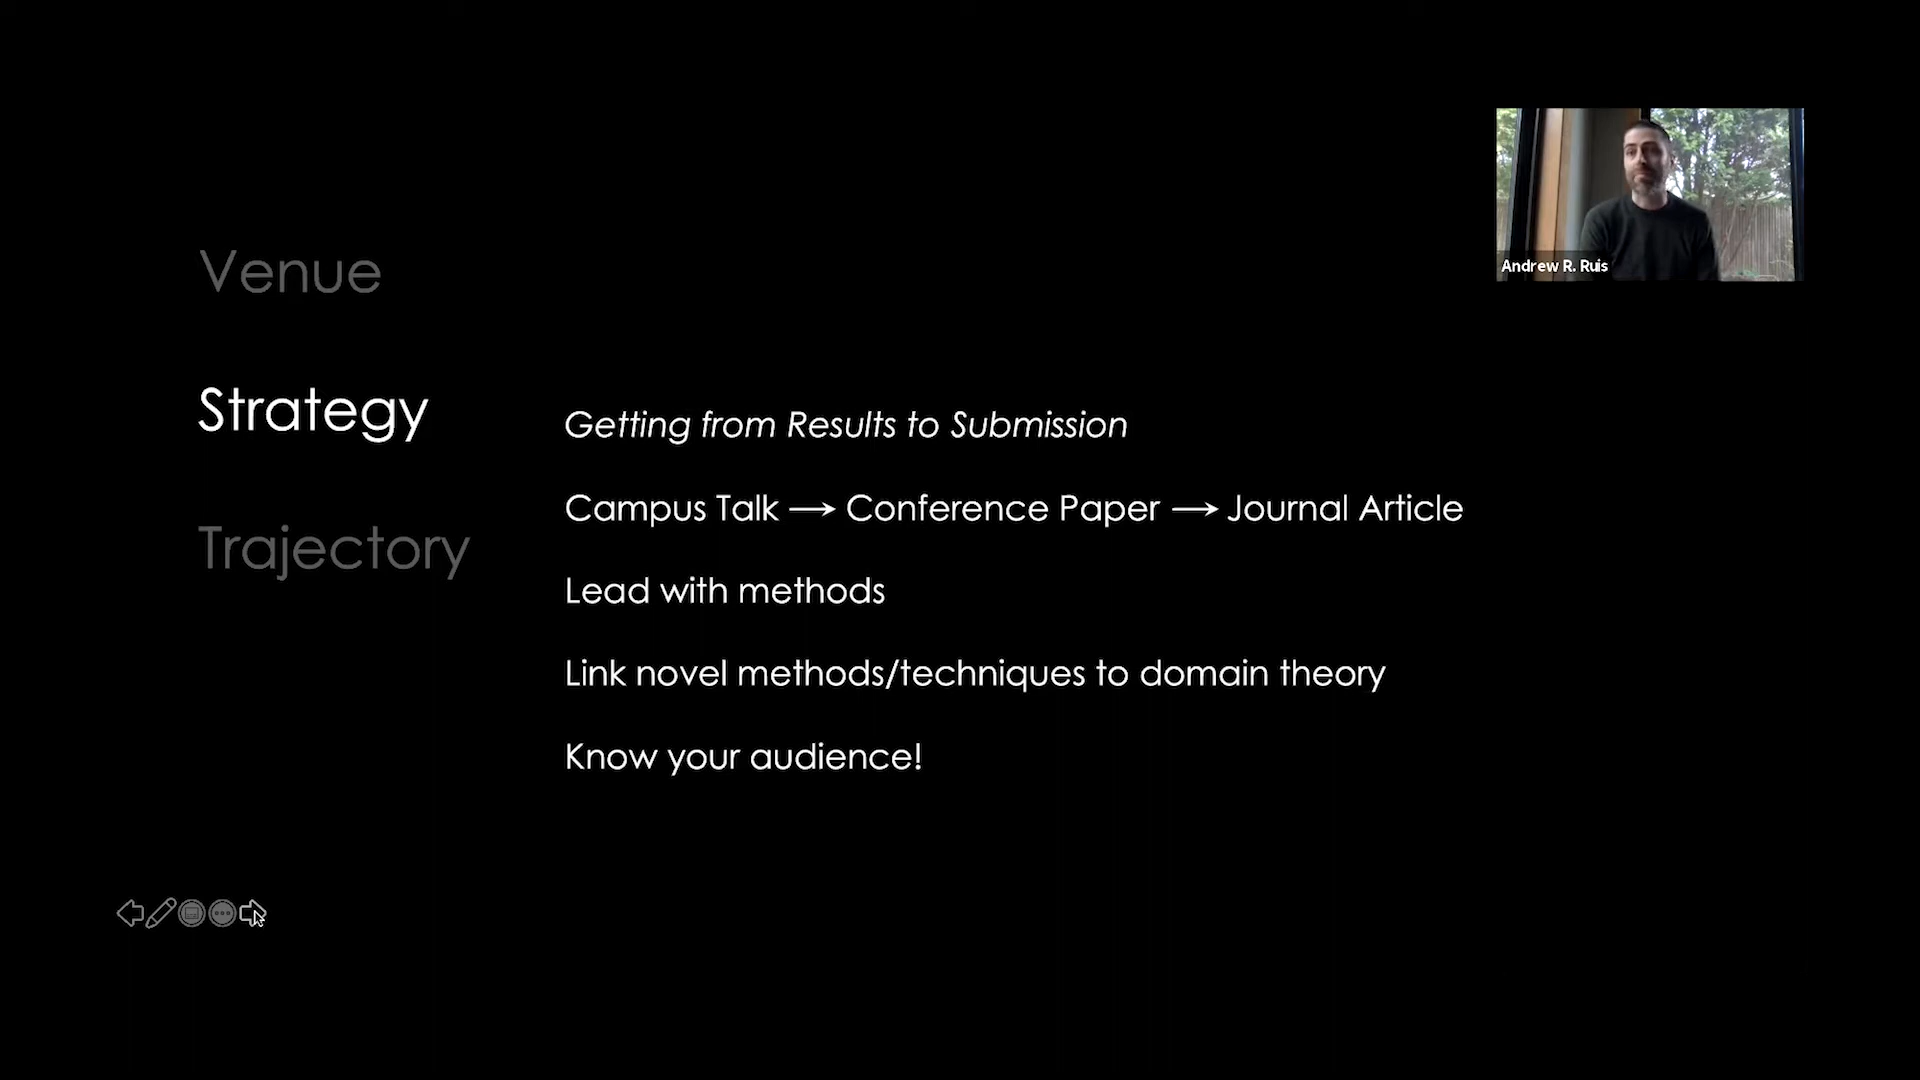 Andrew R. Ruis
Venue
Strategy
Trajectory
Getting from Results to Submission
Campus Talk → Conference Paper → Journal Article
Lead with methods
Link novel methods/techniques to domain theory
Know your audience!